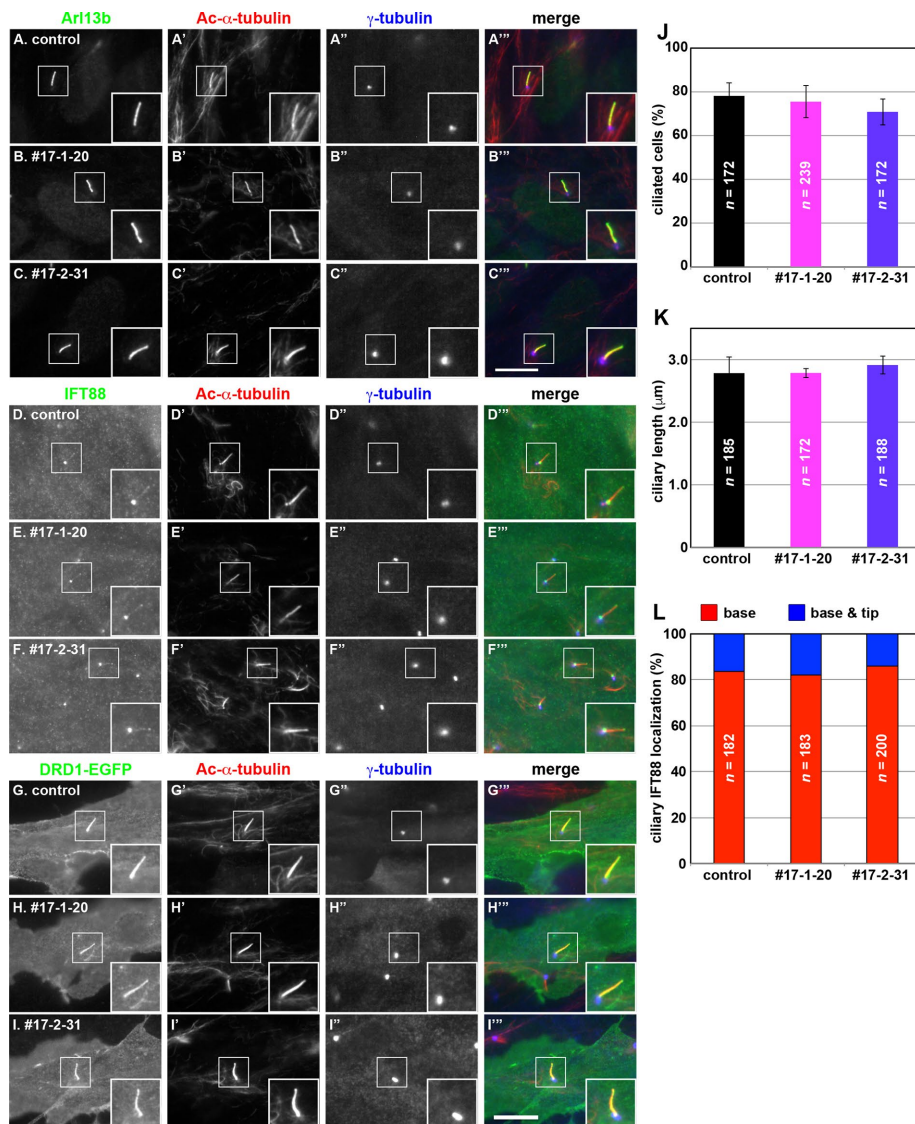 Arl13b Ac-α-tubulin γ-tubulin merge
A. control A' A" A'"
B. #17-1-20 B' B" B'"
C. #17-2-31 C' C" C'"
IFT88 Ac-α-tubulin γ-tubulin merge
D. control D' D" D'"
E. #17-1-20 E' E" E'"
F. #17-2-31 F' F" F'"
DRD1-EGFP Ac-α-tubulin γ-tubulin merge
G. control G' G" G'"
H. #17-1-20 H' H" H'"
I. #17-2-31 I' I" I'"
J
ciliated cells (%)
100
80
60
40
20
0
n = 172
n = 239
n = 172
control #17-1-20 #17-2-31
K
ciliary length (μm)
3.0
2.0
1.0
0
n = 185
n = 172
n = 188
control #17-1-20 #17-2-31
L
base base & tip
ciliary IFT88 localization (%)
100
80
60
40
20
0
n = 182
n = 183
n = 200
control #17-1-20 #17-2-31